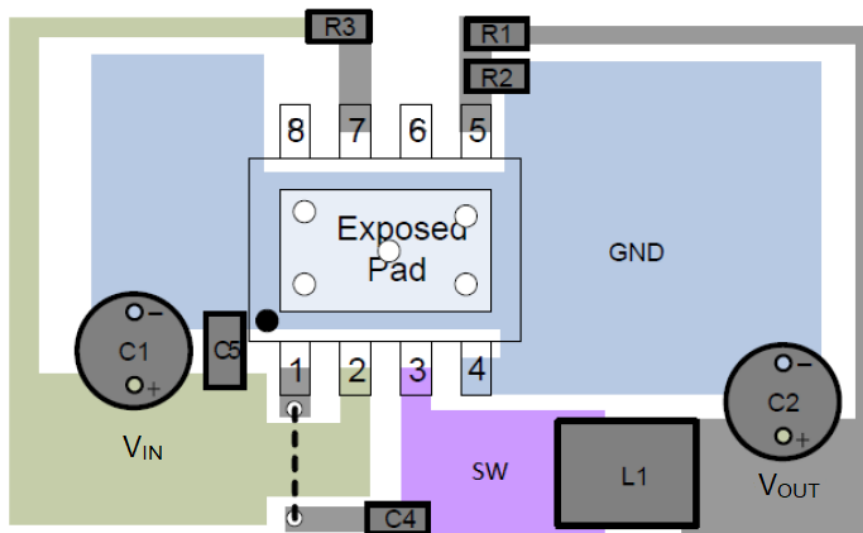 R3
R1
R2
8 7 6 5
Exposed
Pad
GND
C1 - +
C5
1 2 3 4
C2 - +
VIN
SW
L1
VOUT
C4